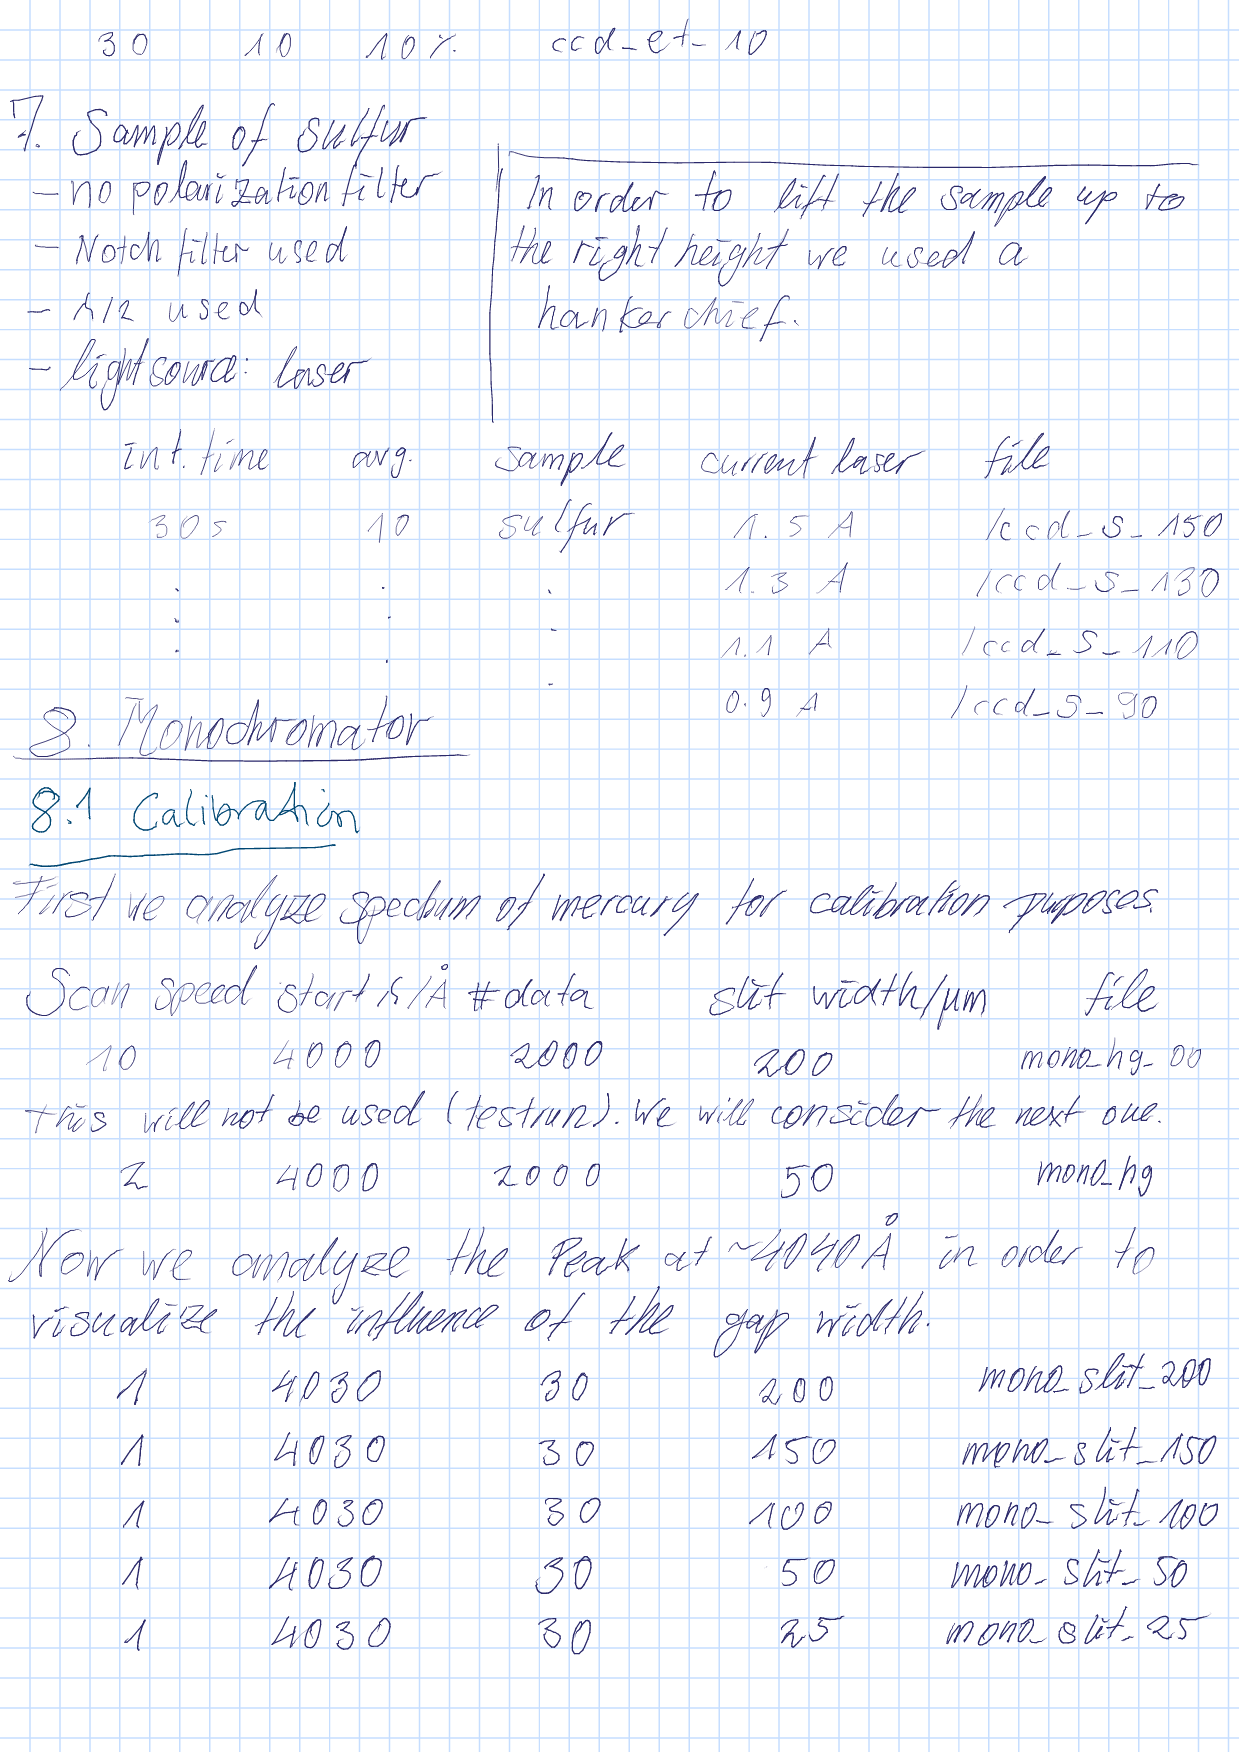 30 10 10% ccd_et_10
7. Sample of sulfur
- no polarization filter
- Notch filter used
- λ/2 used
- lightsource: laser
In order to lift the sample up to
the right height we used a
hankerchief.
int. time avg. sample current laser file
30s 10 sulfur 1.5 A /ccd_S_150
. . . 1.3 A /ccd_S_130
. . . 1.1 A /ccd_S_110
. . . 0.9 A /ccd_S_90
8. Monochromator
8.1 Calibration
First we analyze spectrum of mercury for calibration purposes.
Scan speed start λ/Å #data slit width/μm file
10 4000 2000 200 mono_hg_00
This will not be used (testrun). We will consider the next one.
2 4000 2000 50 mono_hg
Now we analyze the Peak at ~4040Å in order to
visualize the influence of the gap width.
1 4030 30 200 mono_slit_200
1 4030 30 150 mono_slit_150
1 4030 30 100 mono_slit_100
1 4030 30 50 mono_slit_50
1 4030 30 25 mono_slit_25